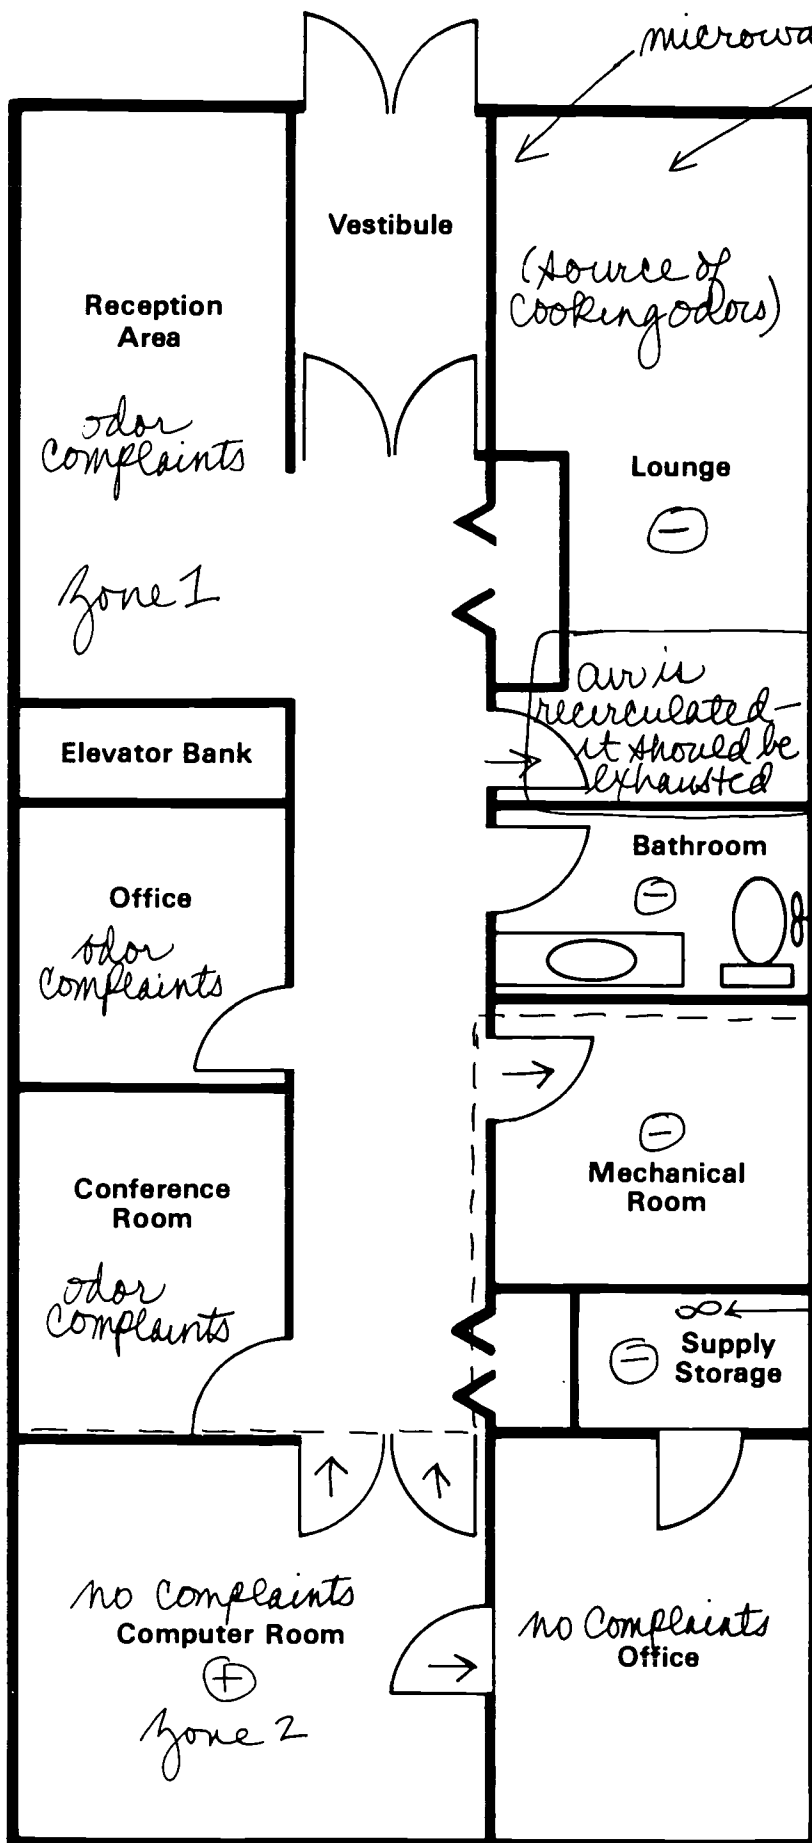 Vestibule
(source of
cooking odors)
Reception
Area
odor
complaints
Lounge
−
zone 1
air is
recirculated–
it should be
exhausted
Elevator Bank
Bathroom
−
Office
odor
complaints
−
Mechanical
Room
Conference
Room
odor
complaints
Supply
Storage
−
no complaints
Computer Room
+
zone 2
no complaints
Office